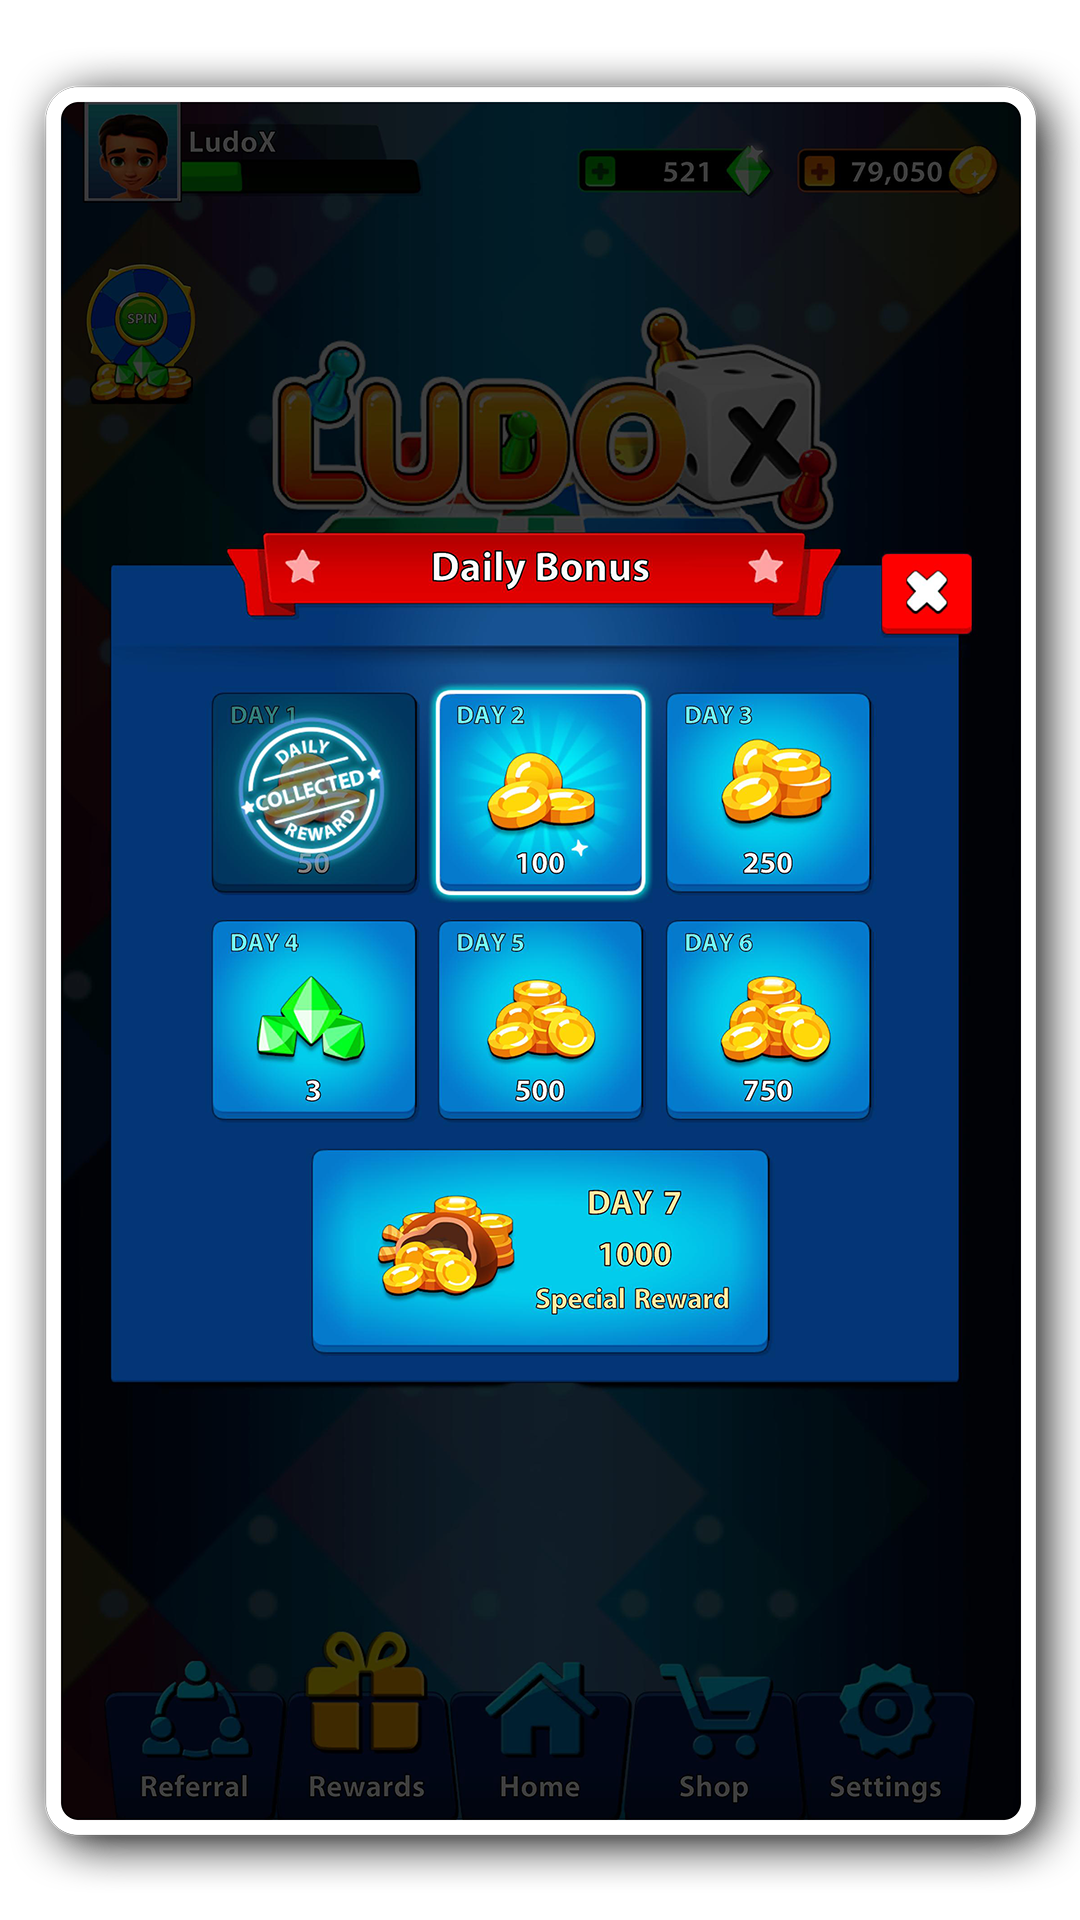 LudoX
521
79,050
SPIN
LUDO X
Daily Bonus
DAY 1
DAILY
COLLECTED
REWARD
50
DAY 2
100
DAY 3
250
DAY 4
3
DAY 5
500
DAY 6
750
DAY 7
1000
Special Reward
Referral
Rewards
Home
Shop
Settings